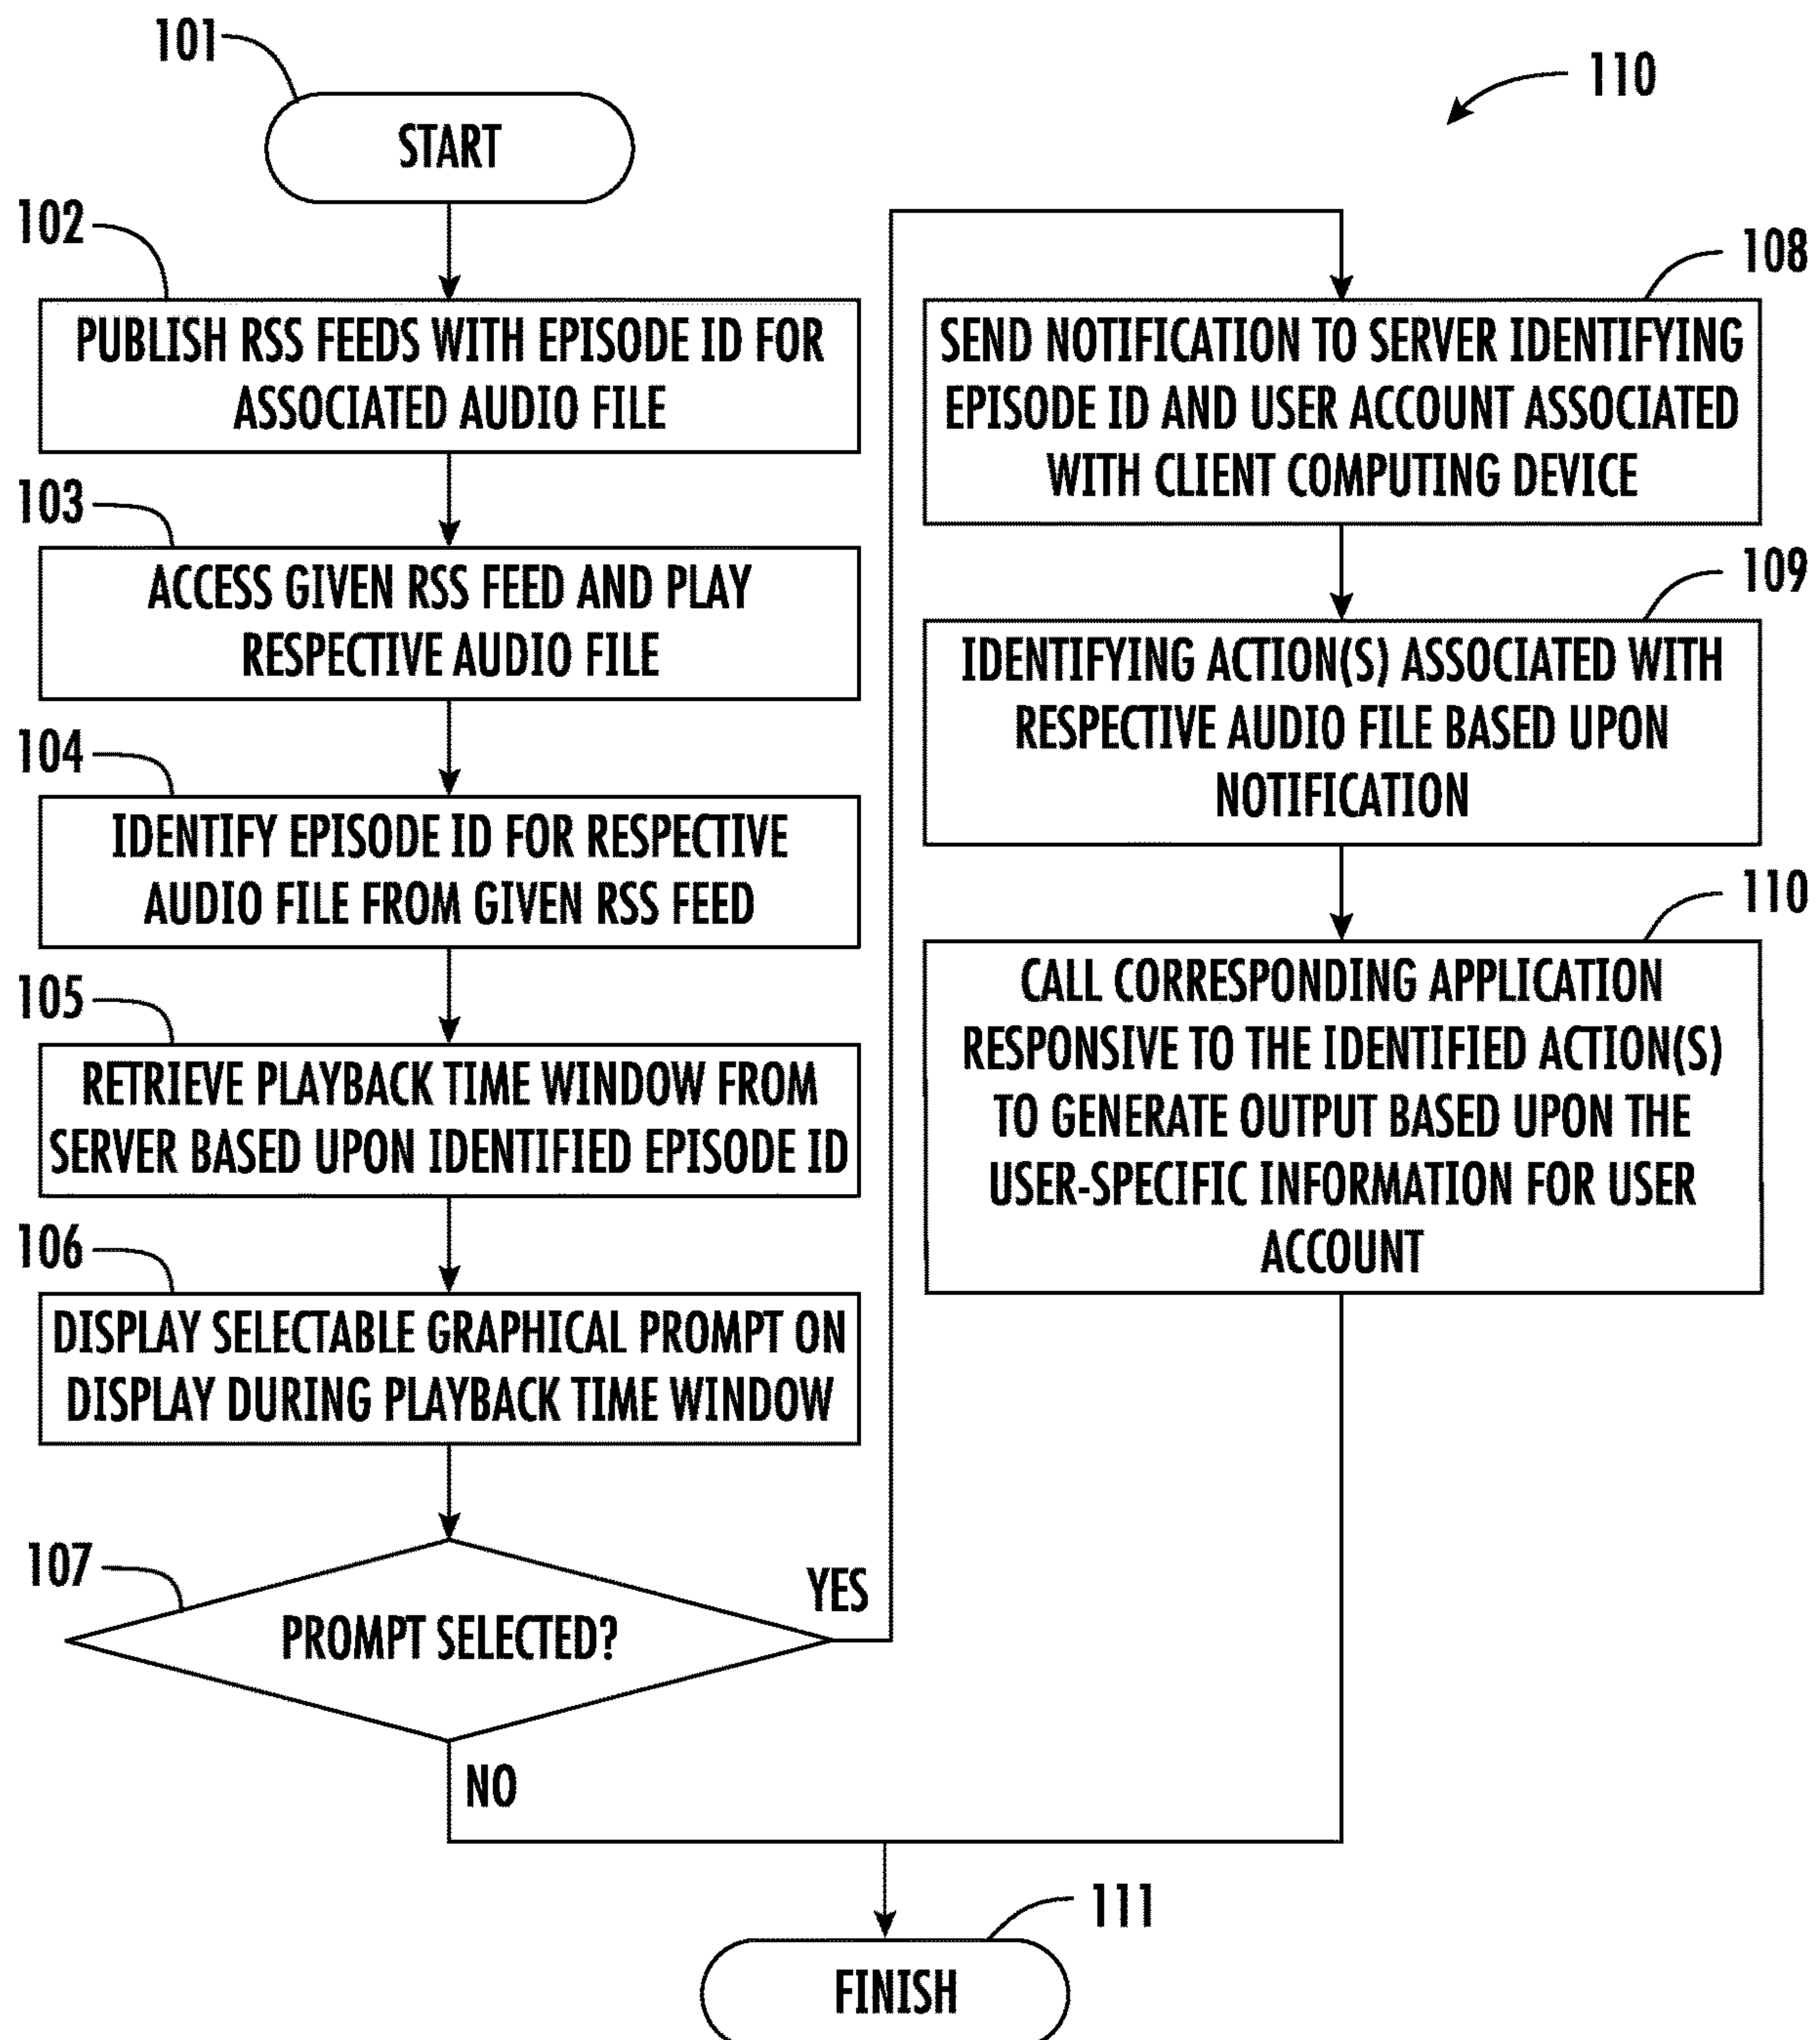 101
110
START
102
PUBLISH RSS FEEDS WITH EPISODE ID FOR
ASSOCIATED AUDIO FILE
103
ACCESS GIVEN RSS FEED AND PLAY
RESPECTIVE AUDIO FILE
104
IDENTIFY EPISODE ID FOR RESPECTIVE
AUDIO FILE FROM GIVEN RSS FEED
105
RETRIEVE PLAYBACK TIME WINDOW FROM
SERVER BASED UPON IDENTIFIED EPISODE ID
106
DISPLAY SELECTABLE GRAPHICAL PROMPT ON
DISPLAY DURING PLAYBACK TIME WINDOW
107
PROMPT SELECTED?
YES
NO
108
SEND NOTIFICATION TO SERVER IDENTIFYING
EPISODE ID AND USER ACCOUNT ASSOCIATED
WITH CLIENT COMPUTING DEVICE
109
IDENTIFYING ACTION(S) ASSOCIATED WITH
RESPECTIVE AUDIO FILE BASED UPON
NOTIFICATION
110
CALL CORRESPONDING APPLICATION
RESPONSIVE TO THE IDENTIFIED ACTION(S)
TO GENERATE OUTPUT BASED UPON THE
USER-SPECIFIC INFORMATION FOR USER
ACCOUNT
111
FINISH